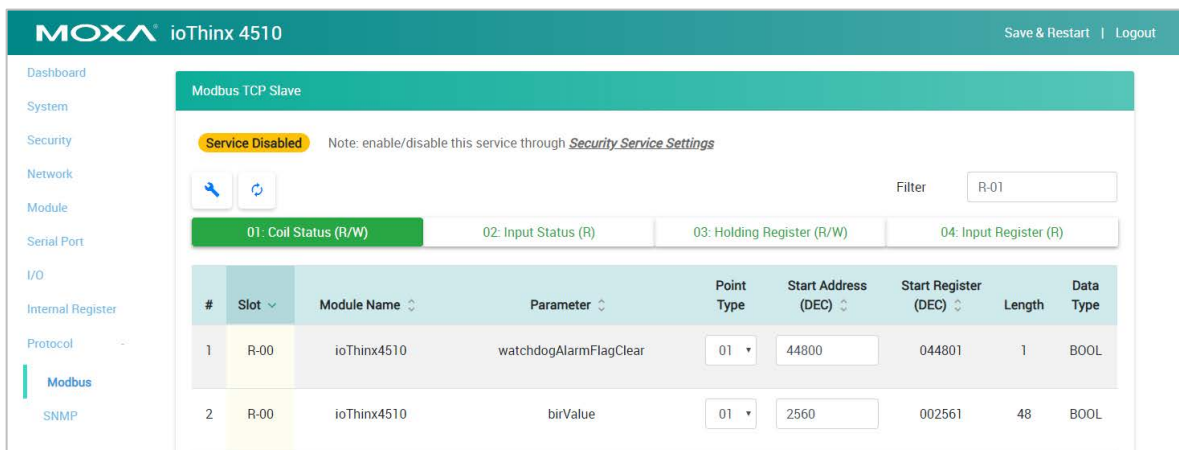 MOXA® ioThinx 4510
Save & Restart | Logout
Dashboard
System
Security
Network
Module
Serial Port
I/O
Internal Register
Protocol
Modbus
SNMP
Modbus TCP Slave
Service Disabled Note: enable/disable this service through Security Service Settings
Filter R-01
01: Coil Status (R/W) 02: Input Status (R) 03: Holding Register (R/W) 04: Input Register (R)
# Slot Module Name Parameter Point Type Start Address (DEC) Start Register (DEC) Length Data Type
1 R-00 ioThinx4510 watchdogAlarmFlagClear 01 44800 044801 1 BOOL
2 R-00 ioThinx4510 birValue 01 2560 002561 48 BOOL